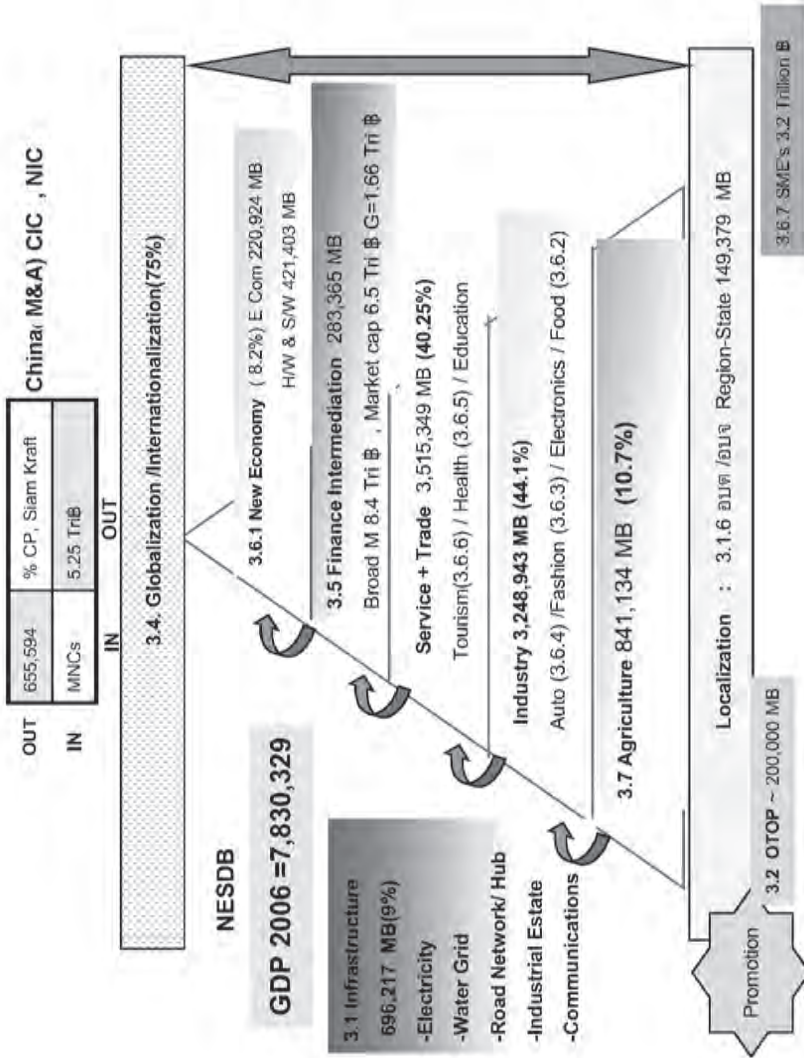 China( M&A) CIC , NIC
OUT 655,594 % CP, Siam Kraft
IN MNCs 5.25 TriB
IN OUT
3.4. Globalization /Internationalization(75%)
NESDB
GDP 2006 =7,830,329
3.1 Infrastructure
696,217 MB(9%)
-Electricity
-Water Grid
-Road Network/ Hub
-Industrial Estate
-Communications
3.6.1 New Economy ( 8.2%) E Com 220,924 MB
H/W & S/W 421,403 MB
3.5 Finance Intermediation 283,365 MB
Broad M 8.4 Tri ฿ , Market cap 6.5 Tri ฿ G=1.66 Tri ฿
Service + Trade 3,515,349 MB (40.25%)
Tourism(3.6.6) / Health (3.6.5) / Education
Industry 3,248,943 MB (44.1%)
Auto (3.6.4) /Fashion (3.6.3) / Electronics / Food (3.6.2)
3.7 Agriculture 841,134 MB (10.7%)
Localization : 3.1.6 อบต /อบจ Region-State 149,379 MB
Promotion
3.2 OTOP ~ 200,000 MB
3.6.7 SME's 3.2 Trillion ฿